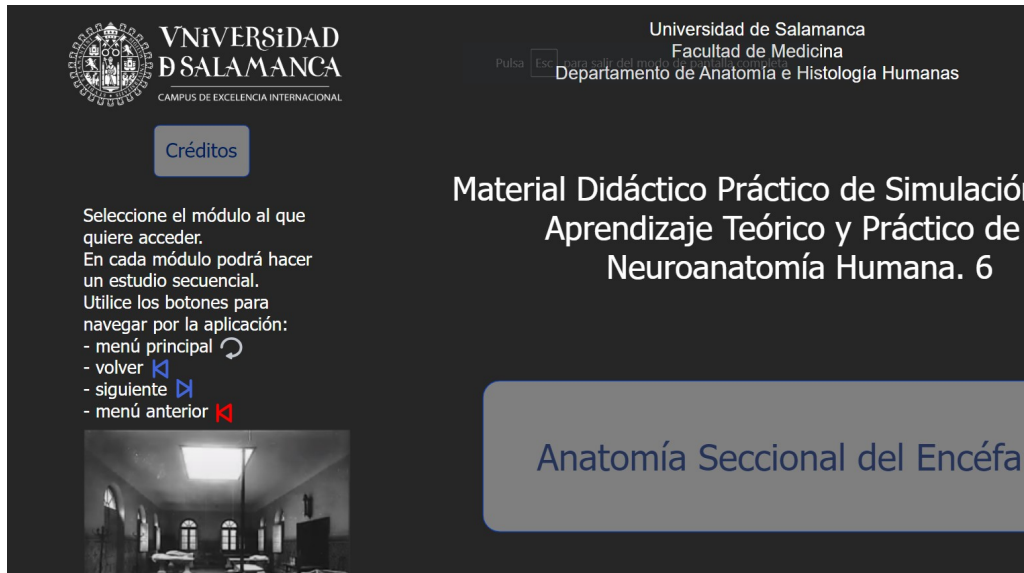 VNiVERSiDAD
Ð SALAMANCA
CAMPUS DE EXCELENCIA INTERNACIONAL
Universidad de Salamanca
Facultad de Medicina
Departamento de Anatomía e Histología Humanas
Pulsa Esc para salir del modo de pantalla completa
Créditos
Seleccione el módulo al que
quiere acceder.
En cada módulo podrá hacer
un estudio secuencial.
Utilice los botones para
navegar por la aplicación:
- menú principal
- volver
- siguiente
- menú anterior
Material Didáctico Práctico de Simulació
Aprendizaje Teórico y Práctico de
Neuroanatomía Humana. 6
Anatomía Seccional del Encéfa